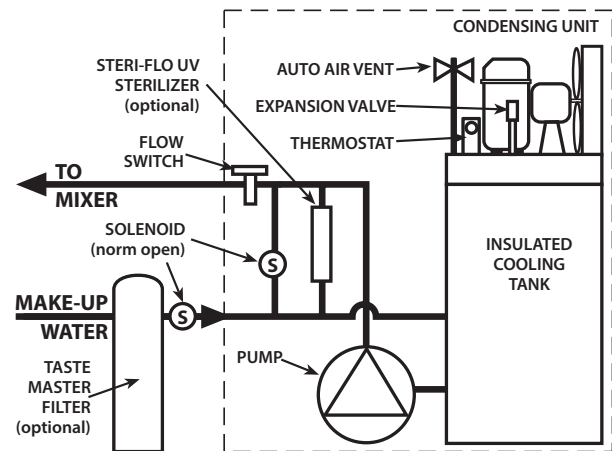 CONDENSING UNIT
STERI-FLO UV
STERILIZER
(optional)
AUTO AIR VENT
EXPANSION VALVE
THERMOSTAT
FLOW
SWITCH
TO
MIXER
SOLENOID
(norm open)
S
INSULATED
COOLING
TANK
MAKE-UP
WATER
S
PUMP
TASTE
MASTER
FILTER
(optional)